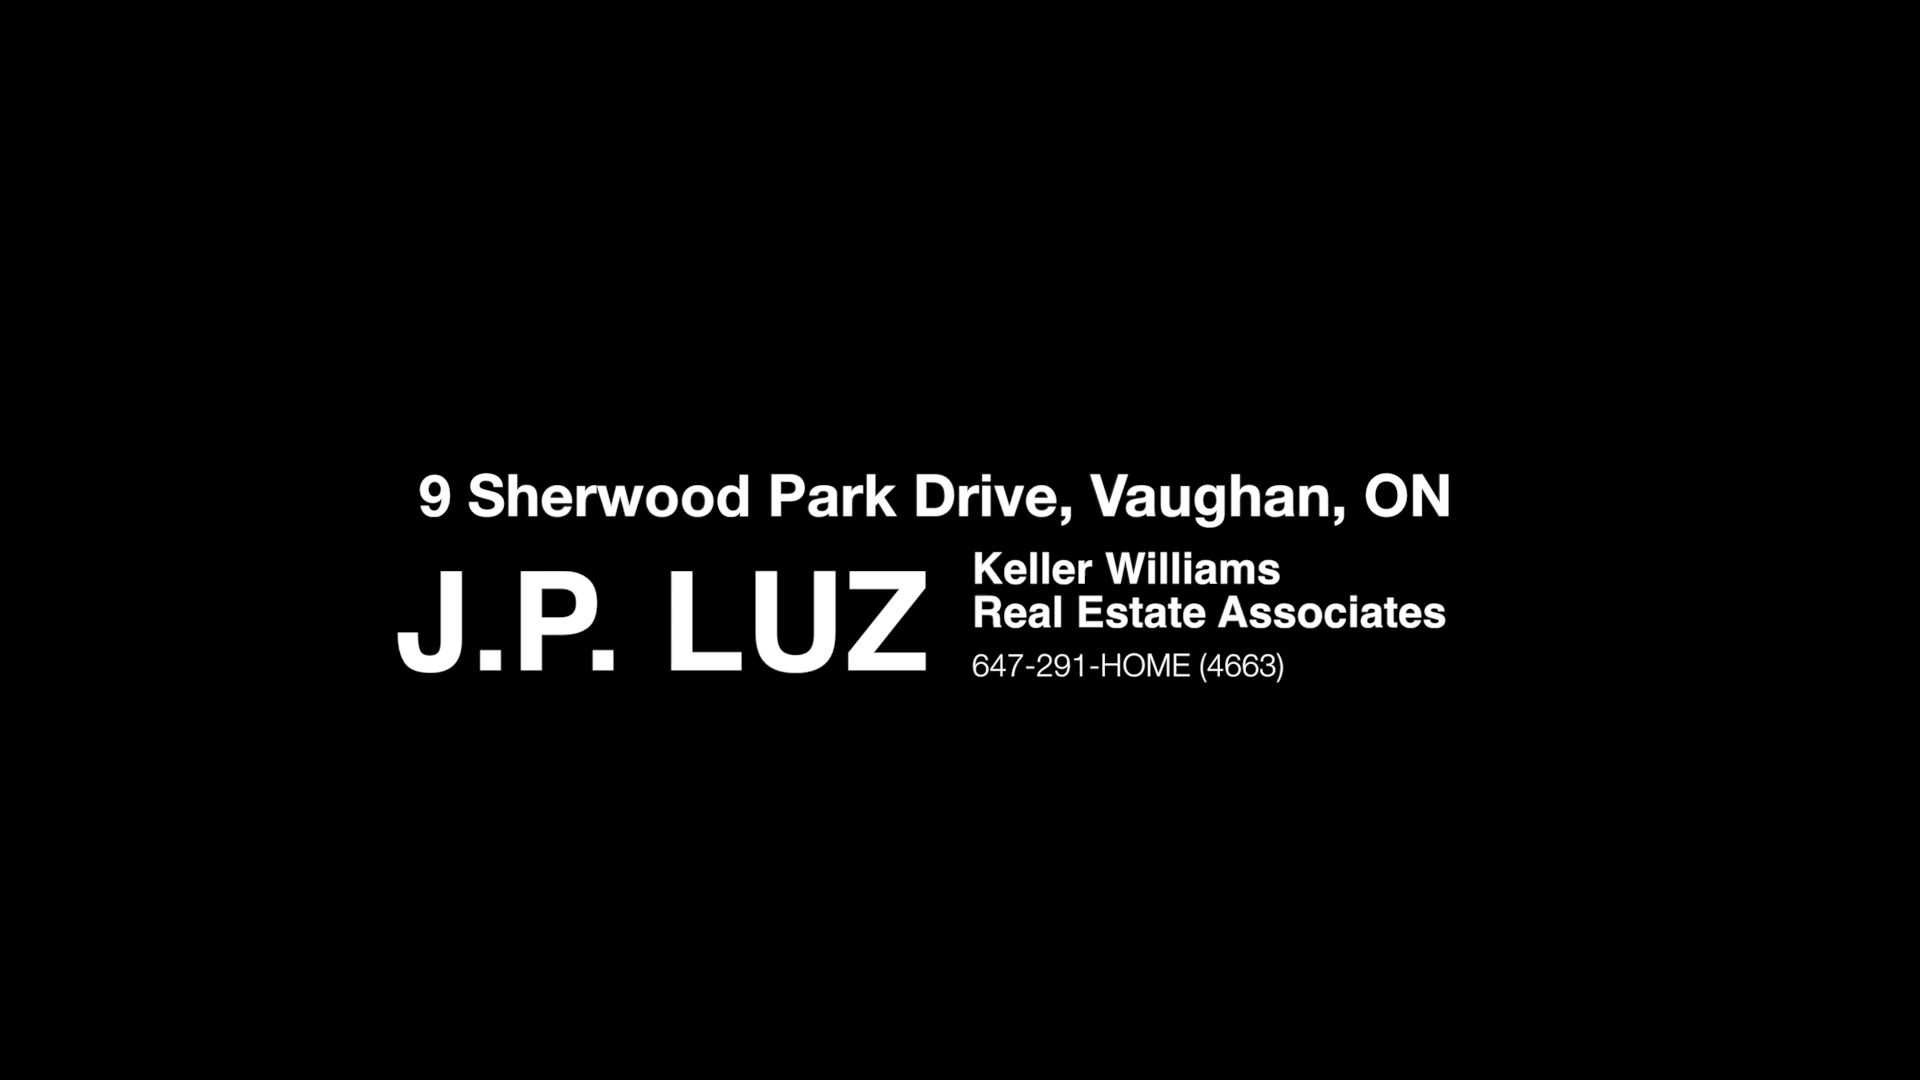 9 Sherwood Park Drive, Vaughan, ON
J.P. LUZ
Keller Williams
Real Estate Associates
647-291-HOME (4663)